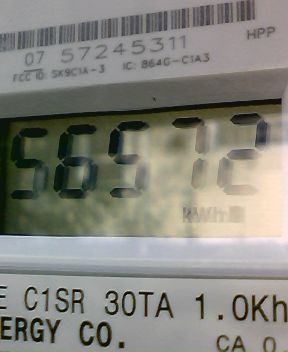 07 57245311 HPP
FCC ID: SK9C1A-3 IC: 864G-C1A3
56572
kWh
E C1SR 30TA 1.0Kh
ERGY CO. CA 0.